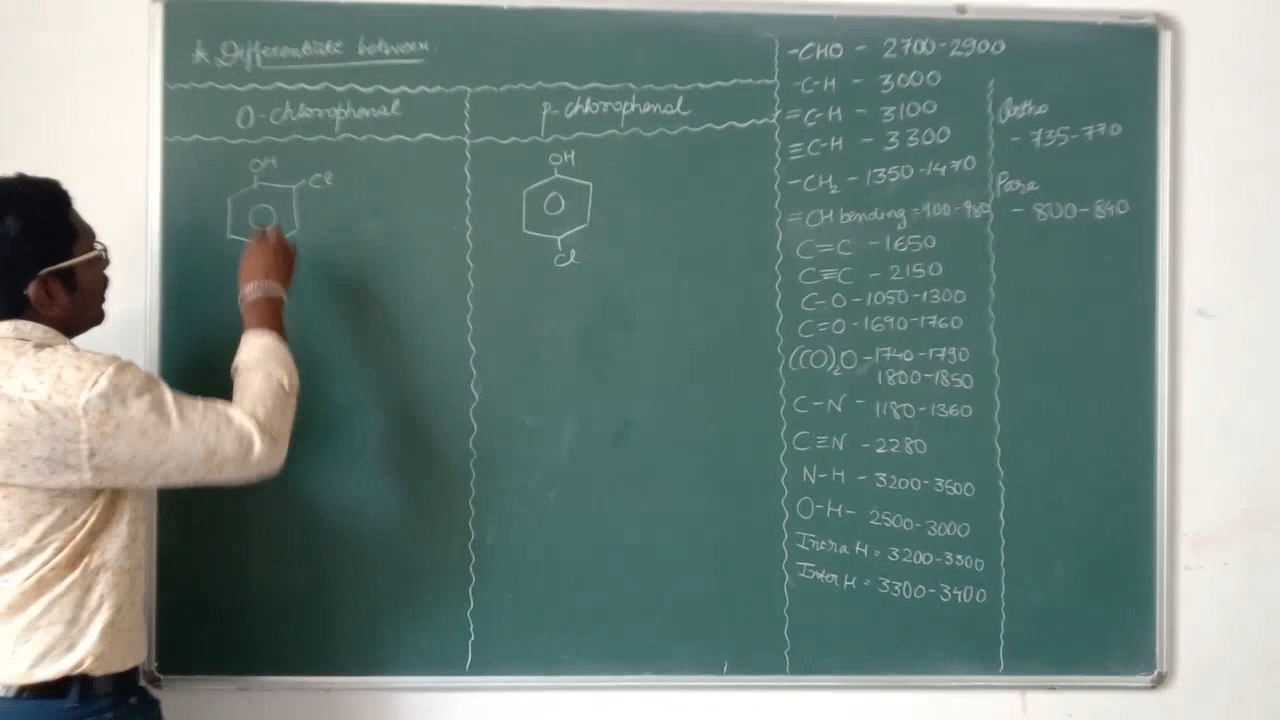 * Differentiate between
O-chlorophenol
p-chlorophenol
OH
Cl
OH
Cl
-CHO - 2700-2900
-C-H - 3000
=C-H - 3100
≡C-H - 3300
-CH2 - 1350-1470
=CH bending = 900-980
C=C - 1650
C≡C - 2150
C-O - 1050-1300
C=O - 1690-1760
(CO)2O - 1740-1790
1800-1850
C-N - 1180-1360
C≡N - 2280
N-H - 3200-3500
O-H - 2500-3000
Intra H = 3200-3300
Inter H = 3300-3400
Ortho
- 735-770
Para
- 800-840